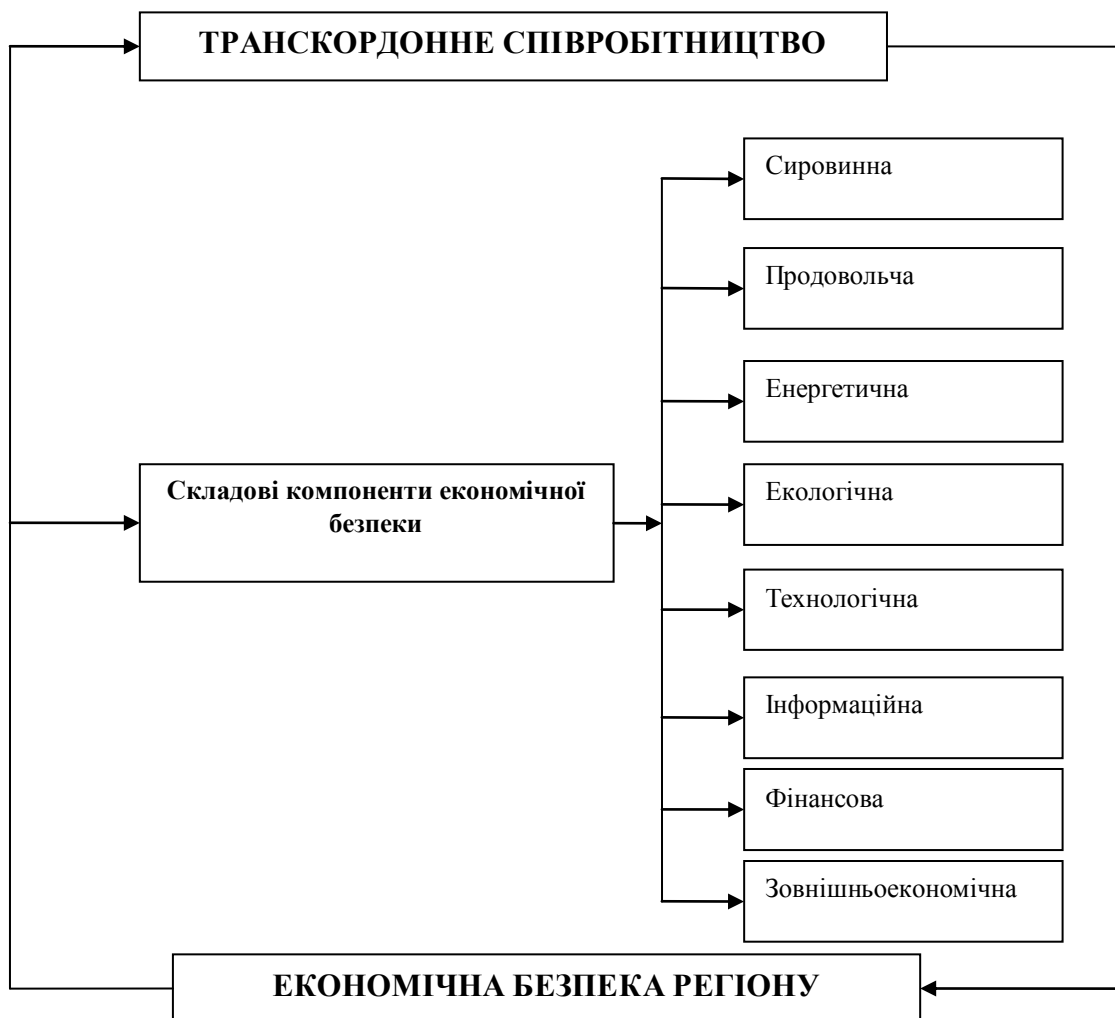 ТРАНСКОРДОННЕ СПІВРОБІТНИЦТВО
Сировинна
Продовольча
Енергетична
Складові компоненти економічної
безпеки
Екологічна
Технологічна
Інформаційна
Фінансова
Зовнішньоекономічна
ЕКОНОМІЧНА БЕЗПЕКА РЕГІОНУ